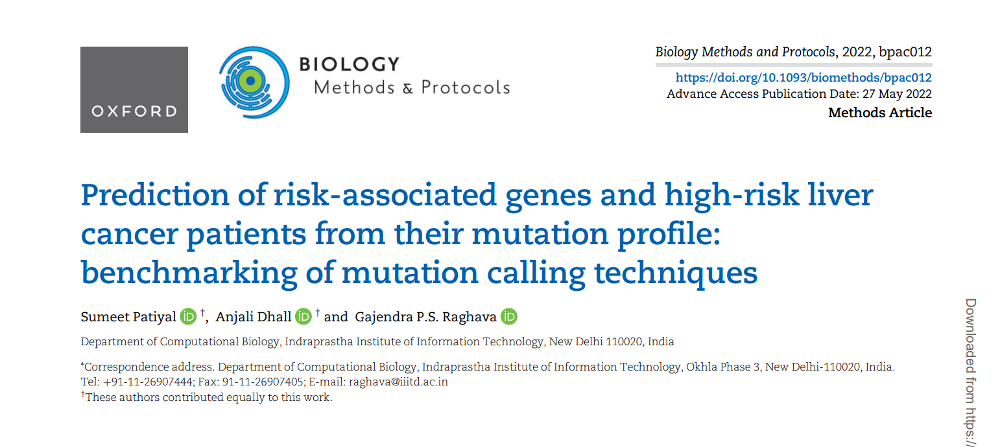 OXFORD
BIOLOGY
Methods & Protocols
Biology Methods and Protocols, 2022, bpac012
https://doi.org/10.1093/biomethods/bpac012
Advance Access Publication Date: 27 May 2022
Methods Article
Prediction of risk-associated genes and high-risk liver
cancer patients from their mutation profile:
benchmarking of mutation calling techniques
Sumeet Patiyal iD †, Anjali Dhall iD † and Gajendra P.S. Raghava iD
Department of Computational Biology, Indraprastha Institute of Information Technology, New Delhi 110020, India
*Correspondence address. Department of Computational Biology, Indraprastha Institute of Information Technology, Okhla Phase 3, New Delhi-110020, India.
Tel: +91-11-26907444; Fax: 91-11-26907405; E-mail: raghava@iiitd.ac.in
†These authors contributed equally to this work.
Downloaded from https:/